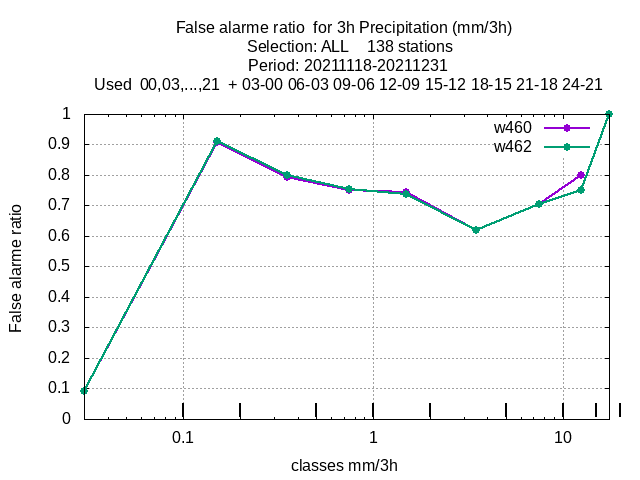 False alarme ratio  for 3h Precipitation (mm/3h)
Selection: ALL    138 stations
Period: 20211118-20211231
Used  00,03,...,21  + 03-00 06-03 09-06 12-09 15-12 18-15 21-18 24-21
w460
w462
1
0.9
0.8
0.7
0.6
0.5
0.4
0.3
0.2
0.1
0
False alarme ratio
0.1 1 10
classes mm/3h